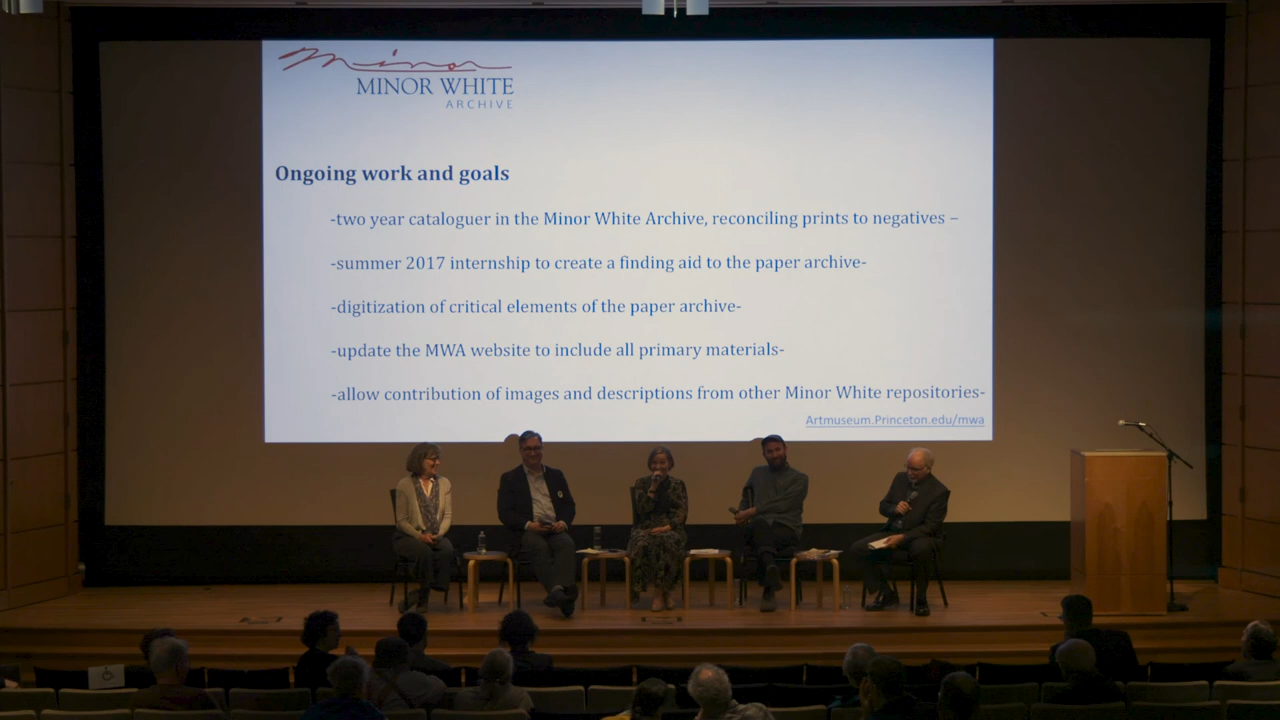 Minor
MINOR WHITE
ARCHIVE
Ongoing work and goals
-two year cataloguer in the Minor White Archive, reconciling prints to negatives –
-summer 2017 internship to create a finding aid to the paper archive-
-digitization of critical elements of the paper archive-
-update the MWA website to include all primary materials-
-allow contribution of images and descriptions from other Minor White repositories-
Artmuseum.Princeton.edu/mwa